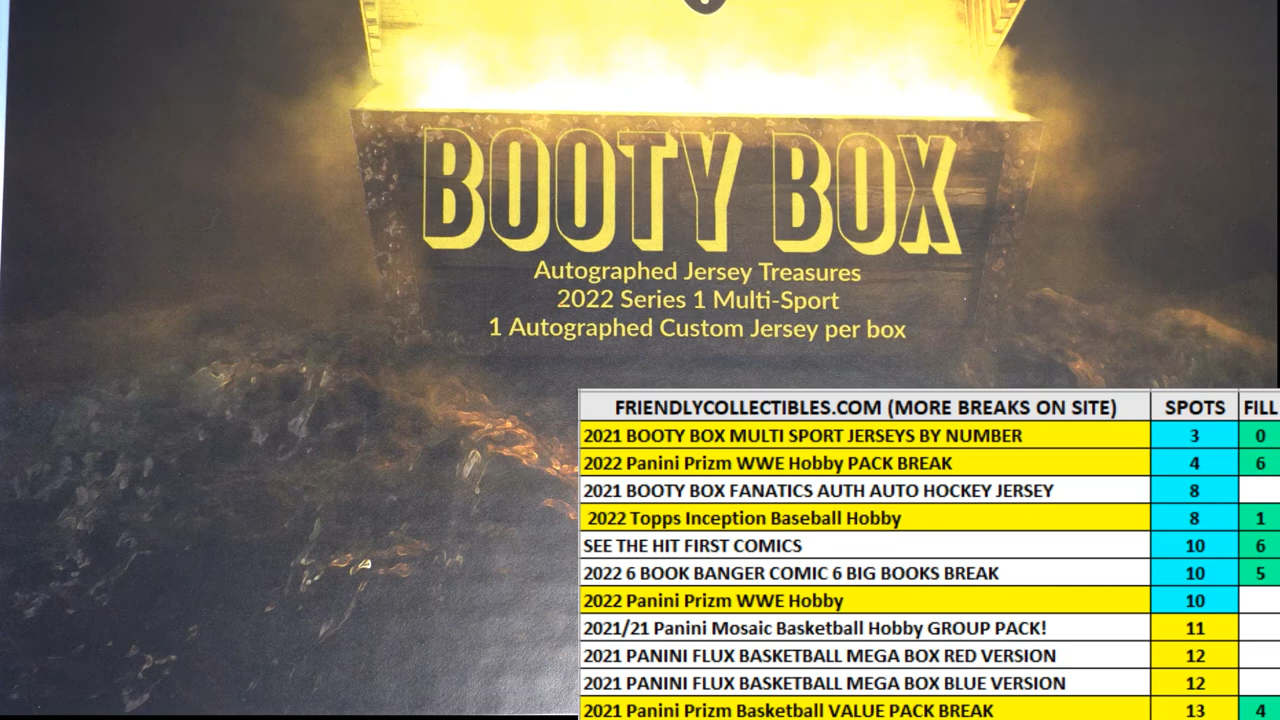 BOOTY BOX
Autographed Jersey Treasures
2022 Series 1 Multi-Sport
1 Autographed Custom Jersey per box
FRIENDLYCOLLECTIBLES.COM (MORE BREAKS ON SITE) SPOTS FILL
2021 BOOTY BOX MULTI SPORT JERSEYS BY NUMBER 3 0
2022 Panini Prizm WWE Hobby PACK BREAK 4 6
2021 BOOTY BOX FANATICS AUTH AUTO HOCKEY JERSEY 8
2022 Topps Inception Baseball Hobby 8 1
SEE THE HIT FIRST COMICS 10 6
2022 6 BOOK BANGER COMIC 6 BIG BOOKS BREAK 10 5
2022 Panini Prizm WWE Hobby 10
2021/21 Panini Mosaic Basketball Hobby GROUP PACK! 11
2021 PANINI FLUX BASKETBALL MEGA BOX RED VERSION 12
2021 PANINI FLUX BASKETBALL MEGA BOX BLUE VERSION 12
2021 Panini Prizm Basketball VALUE PACK BREAK 13 4